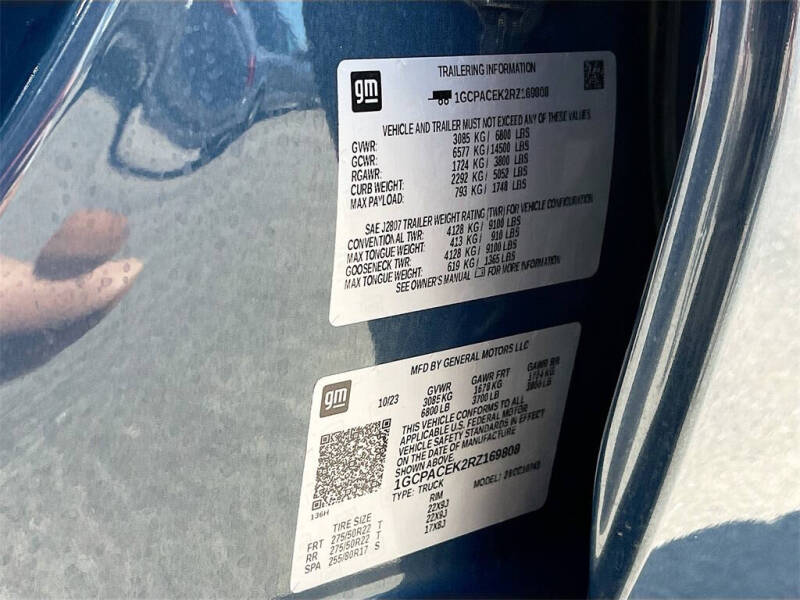 gm
TRAILERING INFORMATION
1GCPACEK2RZ169808
VEHICLE AND TRAILER MUST NOT EXCEED ANY OF THESE VALUES
GVWR: 3085 KG / 6800 LBS
GCWR: 6577 KG / 14500 LBS
RGAWR: 1724 KG / 3800 LBS
CURB WEIGHT: 2292 KG / 5052 LBS
MAX PAYLOAD: 793 KG / 1748 LBS
SAE J2807 TRAILER WEIGHT RATING (TWR) FOR VEHICLE CONFIGURATION
CONVENTIONAL TWR: 4128 KG / 9100 LBS
MAX TONGUE WEIGHT: 413 KG / 910 LBS
GOOSENECK TWR: 4128 KG / 9100 LBS
MAX TONGUE WEIGHT: 619 KG / 1365 LBS
SEE OWNER'S MANUAL FOR MORE INFORMATION
gm
MFD BY GENERAL MOTORS LLC
10/23 GVWR GAWR FRT GAWR RR
3085KG 1678 KG 1724 KG
6800 LB 3700 LB 3800 LB
THIS VEHICLE CONFORMS TO ALL
APPLICABLE U.S. FEDERAL MOTOR
VEHICLE SAFETY STANDARDS IN EFFECT
ON THE DATE OF MANUFACTURE
SHOWN ABOVE.
1GCPACEK2RZ169808
TYPE: TRUCK MODEL:
136H
TIRE SIZE RIM
FRT 275/50R22 T 22X9J
RR 275/50R22 T 22X9J
SPA 255/80R17 S 17X8J